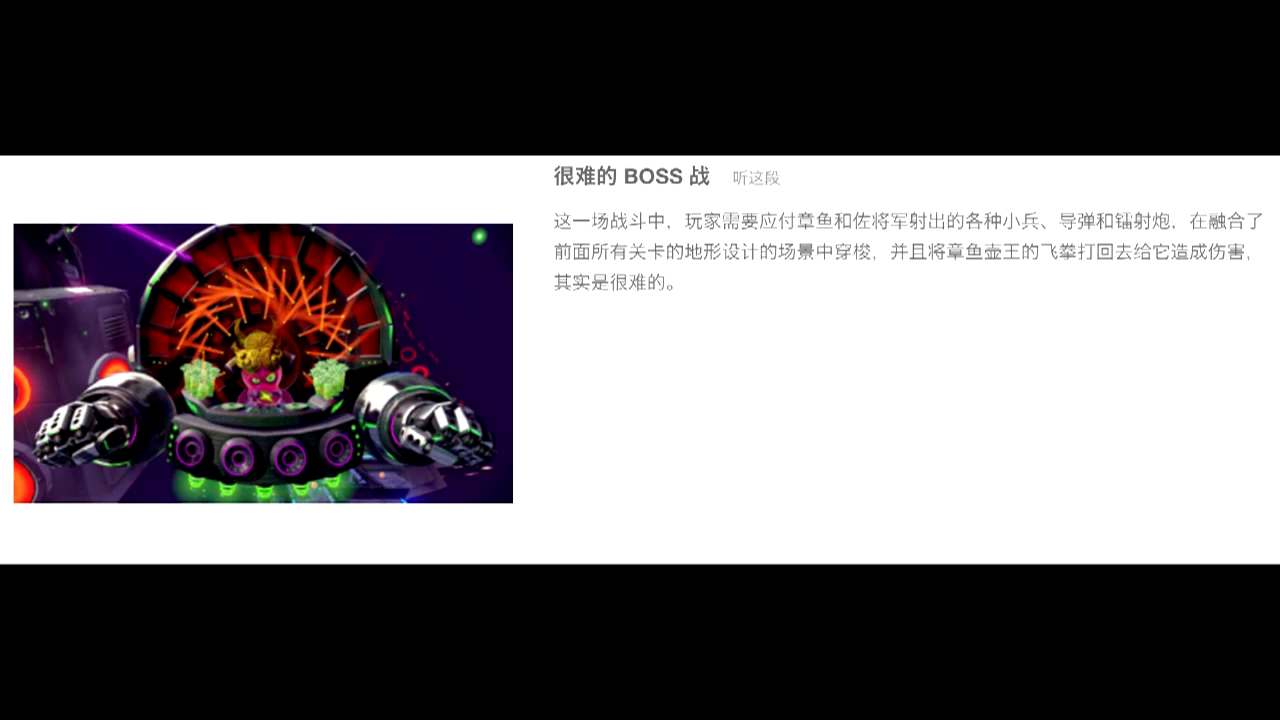 很难的 BOSS 战 听这段
这一场战斗中，玩家需要应付章鱼和佐将军射出的各种小兵、导弹和镭射炮，在融合了
前面所有关卡的地形设计的场景中穿梭，并且将章鱼壶王的飞拳打回去给它造成伤害，
其实是很难的。